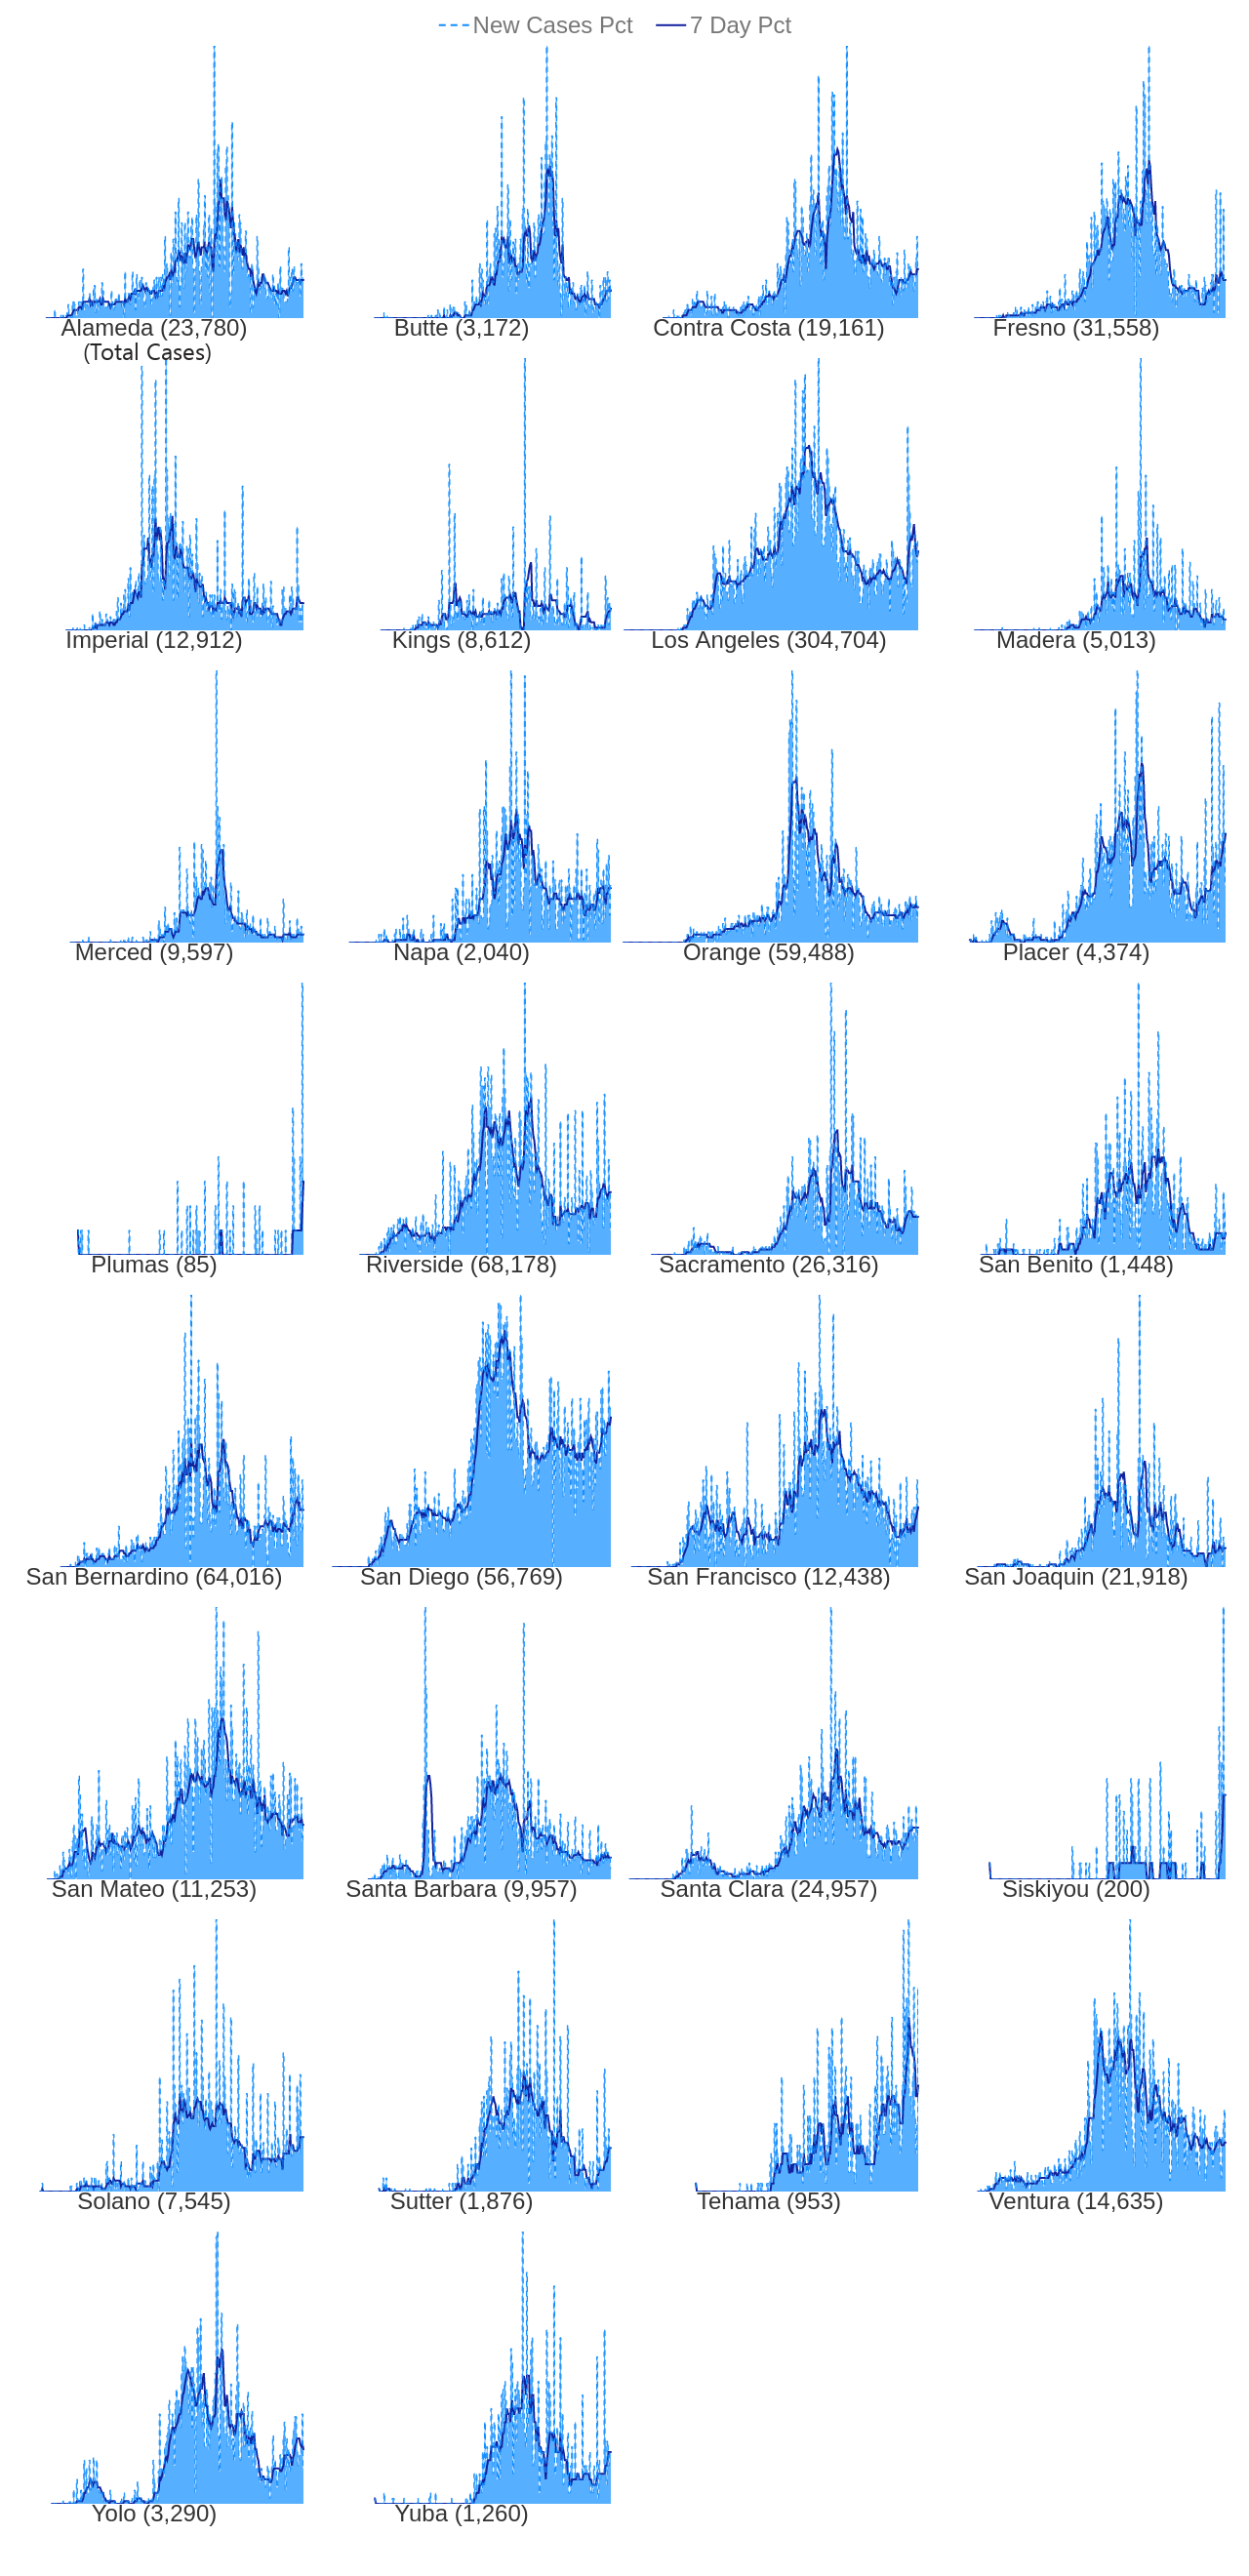 New Cases Pct 7 Day Pct
Alameda (23,780) Butte (3,172) Contra Costa (19,161) Fresno (31,558)
(Total Cases)
Imperial (12,912) Kings (8,612) Los Angeles (304,704) Madera (5,013)
Merced (9,597) Napa (2,040) Orange (59,488) Placer (4,374)
Plumas (85) Riverside (68,178) Sacramento (26,316) San Benito (1,448)
San Bernardino (64,016) San Diego (56,769) San Francisco (12,438) San Joaquin (21,918)
San Mateo (11,253) Santa Barbara (9,957) Santa Clara (24,957) Siskiyou (200)
Solano (7,545) Sutter (1,876) Tehama (953) Ventura (14,635)
Yolo (3,290) Yuba (1,260)